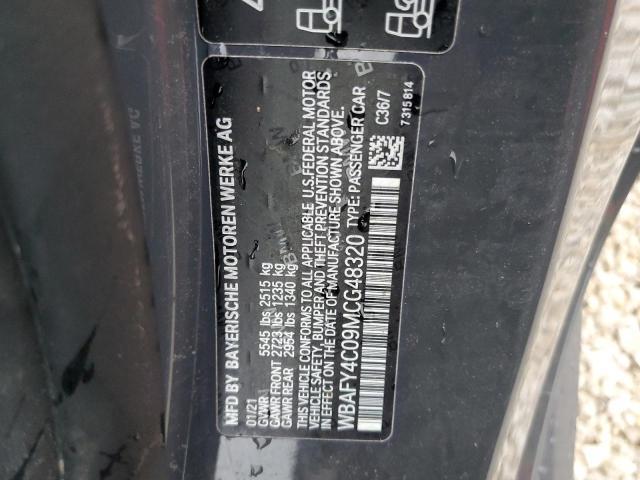 MFD BY BAYERISCHE MOTOREN WERKE AG
01/21
GVWR 5545 lbs 2515 kg
GAWR FRONT 2723 lbs 1235 kg
GAWR REAR 2954 lbs 1340 kg
THIS VEHICLE CONFORMS TO ALL APPLICABLE U.S. FEDERAL MOTOR
VEHICLE SAFETY, BUMPER AND THEFT PREVENTION STANDARDS
IN EFFECT ON THE DATE OF MANUFACTURE SHOWN ABOVE.
WBAFY4C09MCG48320 TYPE: PASSENGER CAR
C36/7
7315814
BMW
BMW